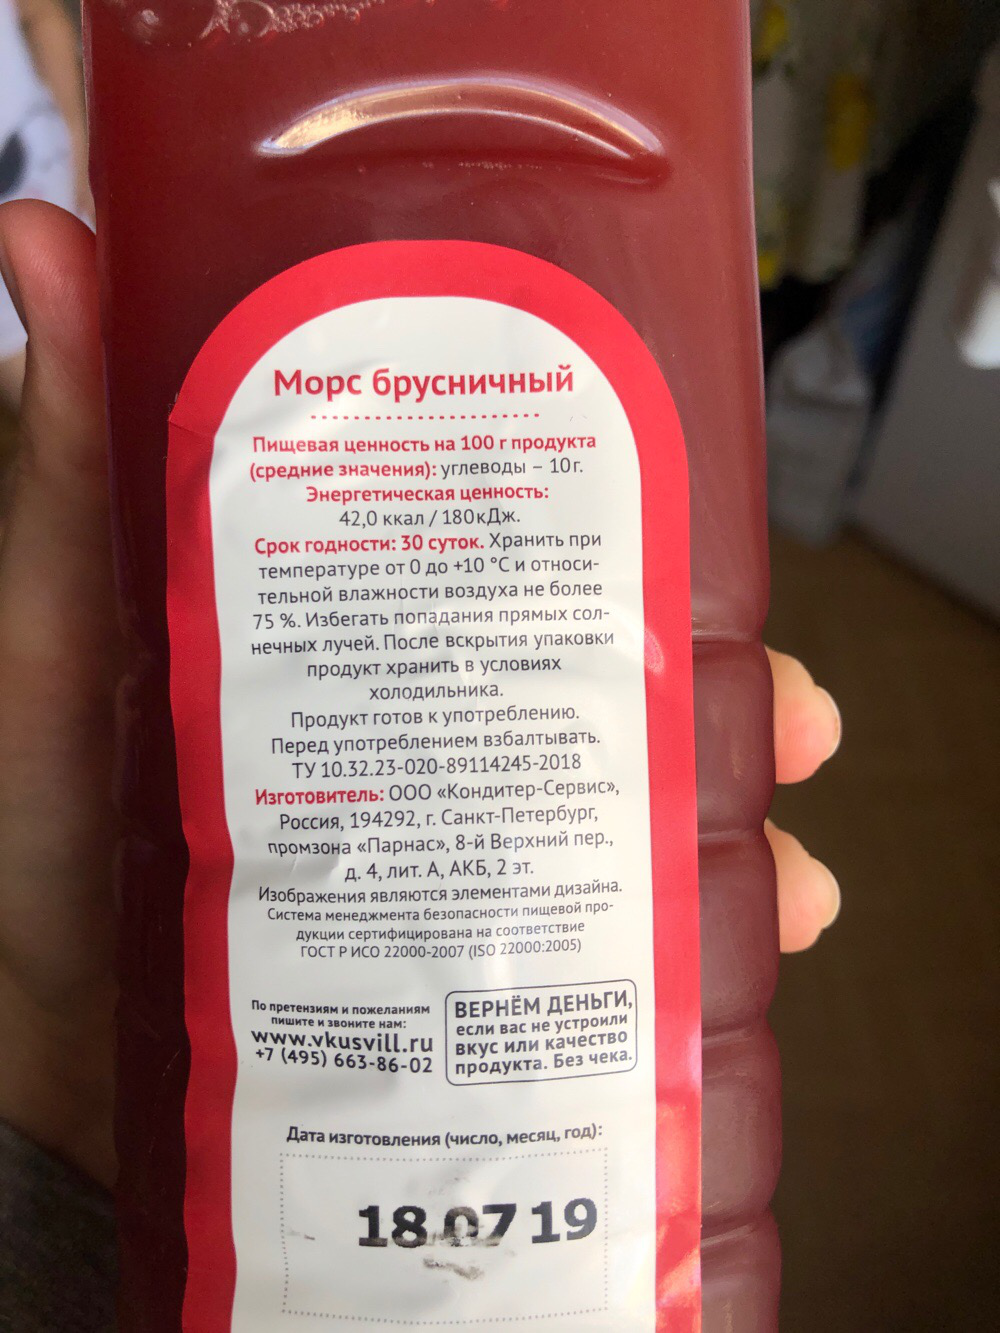 Морс брусничный
Пищевая ценность на 100 г продукта
(средние значения): углеводы – 10 г.
Энергетическая ценность:
42,0 ккал / 180 кДж.
Срок годности: 30 суток. Хранить при
температуре от 0 до +10 °С и относи-
тельной влажности воздуха не более
75 %. Избегать попадания прямых сол-
нечных лучей. После вскрытия упаковки
продукт хранить в условиях
холодильника.
Продукт готов к употреблению.
Перед употреблением взбалтывать.
ТУ 10.32.23-020-89114245-2018
Изготовитель: ООО «Кондитер-Сервис»,
Россия, 194292, г. Санкт-Петербург,
промзона «Парнас», 8-й Верхний пер.,
д. 4, лит. А, АКБ, 2 эт.
Изображения являются элементами дизайна.
Система менеджмента безопасности пищевой про-
дукции сертифицирована на соответствие
ГОСТ Р ИСО 22000-2007 (ISO 22000:2005)
По претензиям и пожеланиям
пишите и звоните нам:
www.vkusvill.ru
+7 (495) 663-86-02
ВЕРНЁМ ДЕНЬГИ,
если вас не устроили
вкус или качество
продукта. Без чека.
Дата изготовления (число, месяц, год):
18.07 19